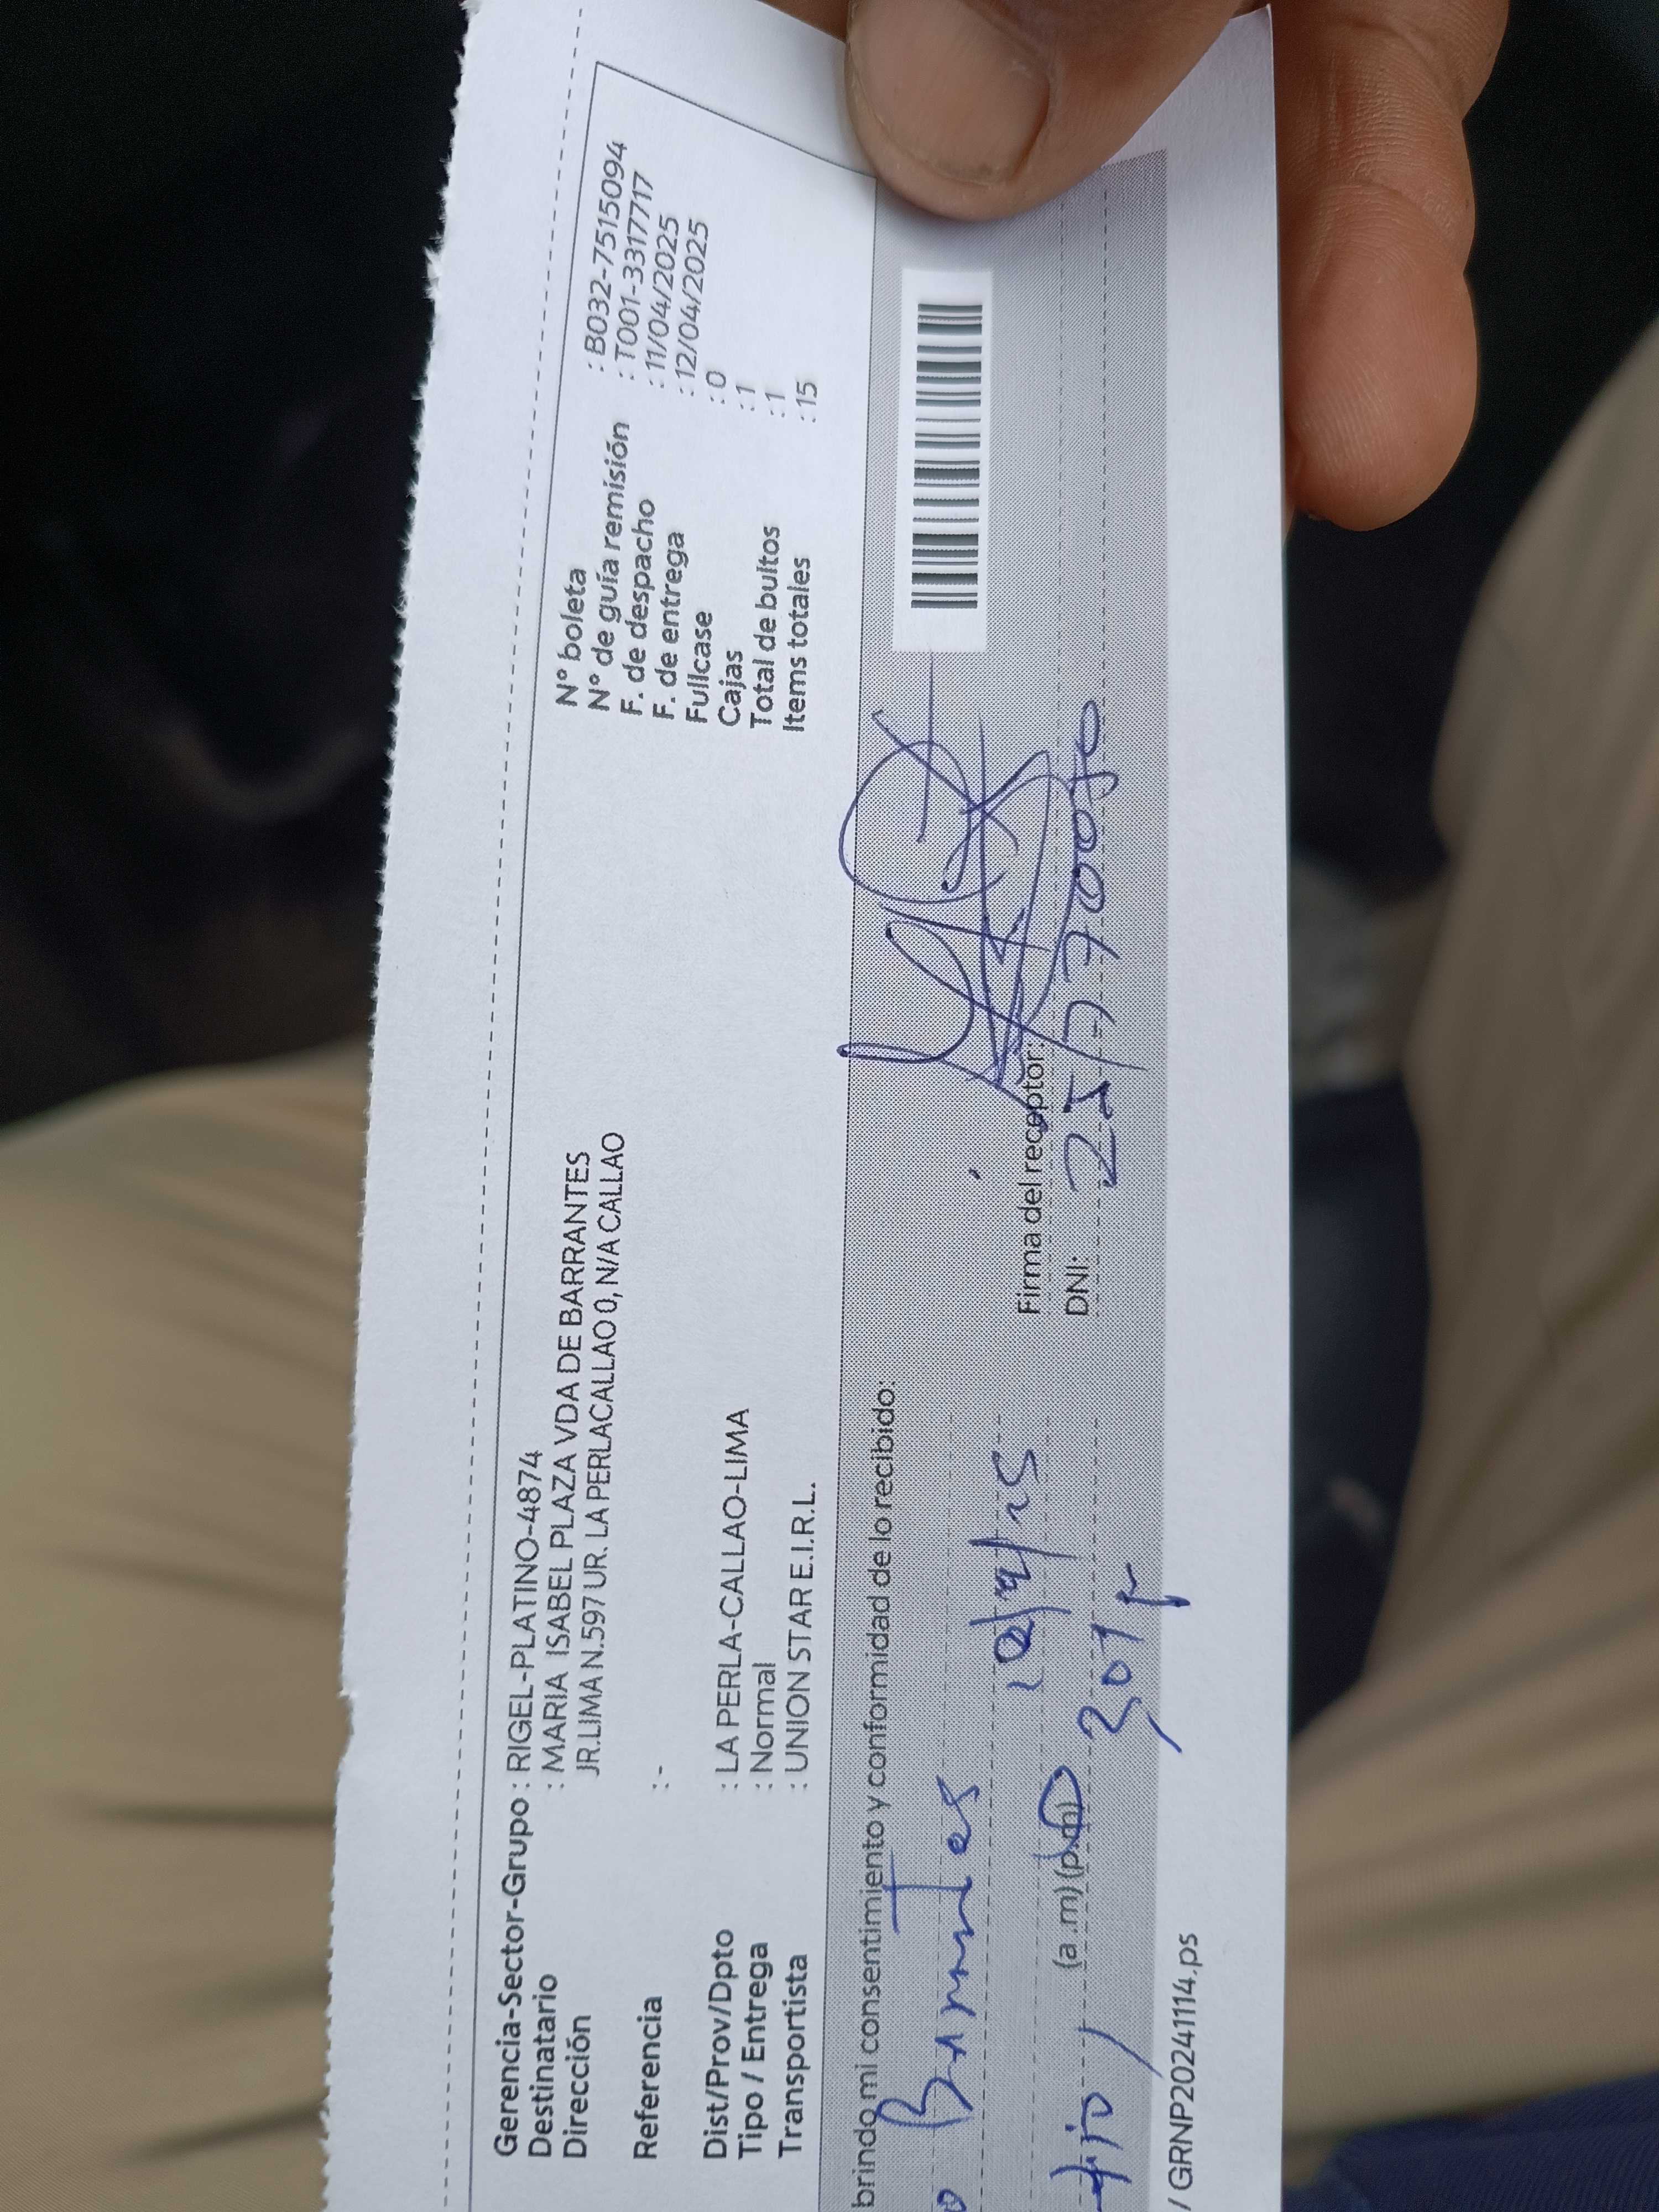 Gerencia-Sector-Grupo : RIGEL-PLATINO-4874
Destinatario : MARIA ISABEL PLAZA VDA DE BARRANTES
Dirección JR.LIMA N.597 UR. LA PERLACALLAO 0, N/A CALLAO
Referencia : -
Dist/Prov/Dpto : LA PERLA-CALLAO-LIMA
Tipo / Entrega : Normal
Transportista : UNION STAR E.I.R.L.
N° boleta : B032-7515094
N° de guía remisión : T001-3317717
F. de despacho : 11/04/2025
F. de entrega : 12/04/2025
Fullcase : 0
Cajas : 1
Total de bultos : 1
Items totales : 15
brindo mi consentimiento y conformidad de lo recibido:
Firma del receptor:
(a .m) (p.m)
DNI:
/ GRNP20241114.ps